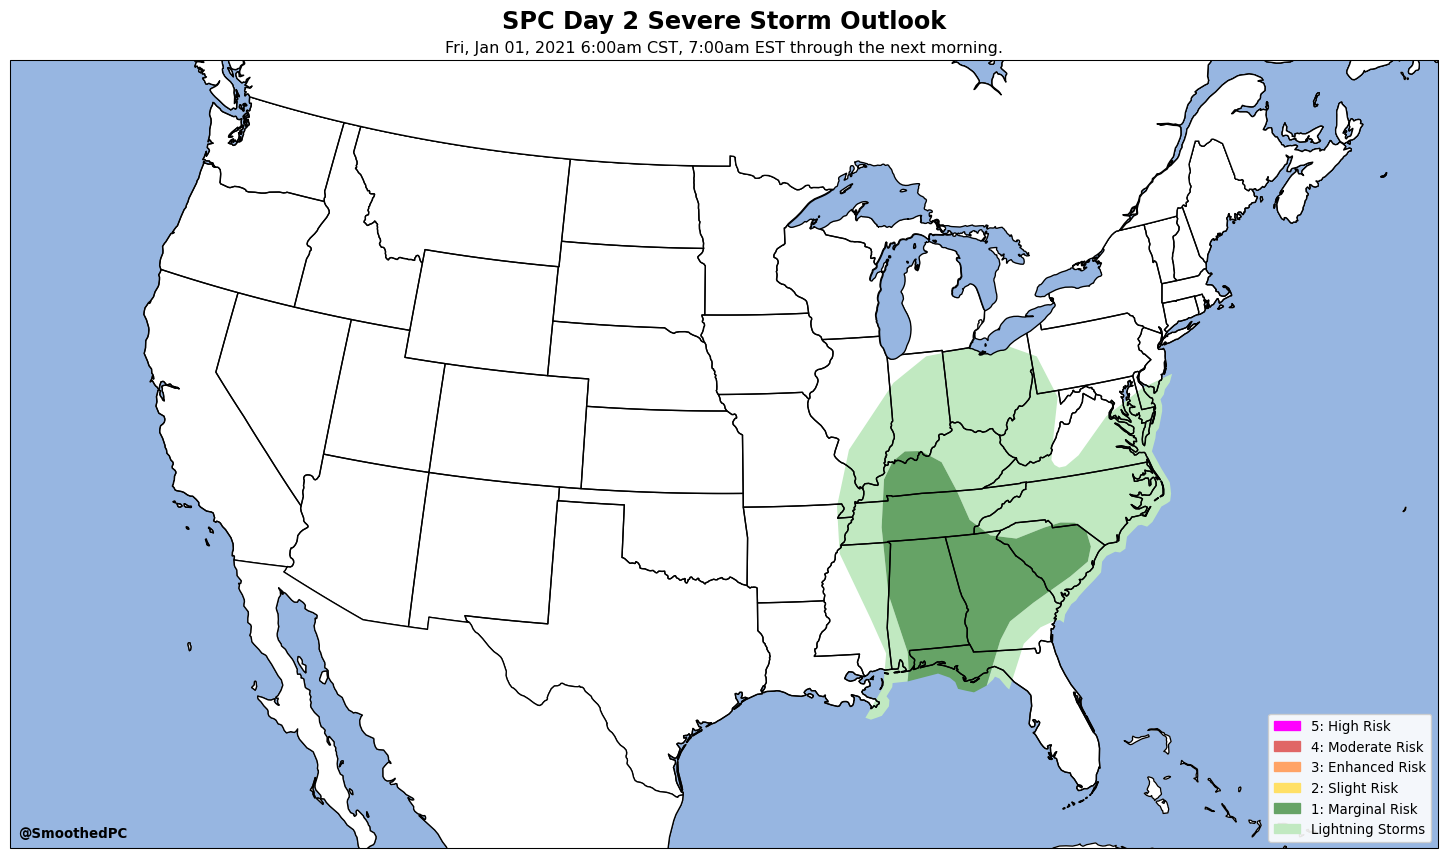 SPC Day 2 Severe Storm Outlook
Fri, Jan 01, 2021 6:00am CST, 7:00am EST through the next morning.
5: High Risk
4: Moderate Risk
3: Enhanced Risk
2: Slight Risk
1: Marginal Risk
Lightning Storms
@SmoothedPC